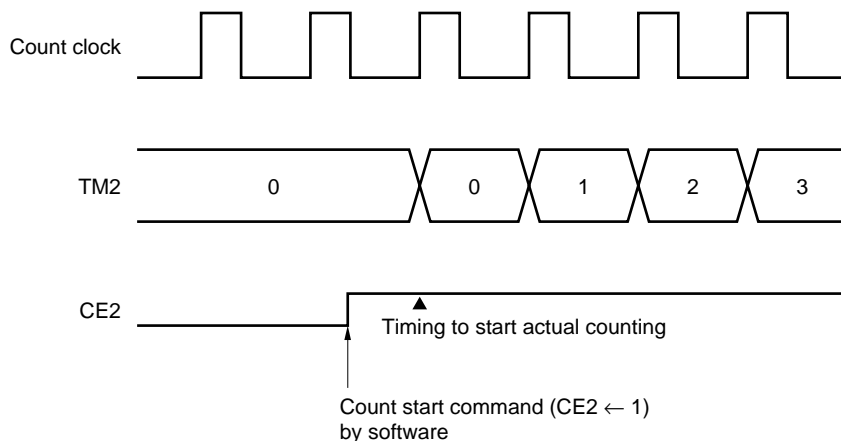 Count clock
TM2
0
0
1
2
3
CE2
Timing to start actual counting
Count start command (CE2 ← 1)
by software